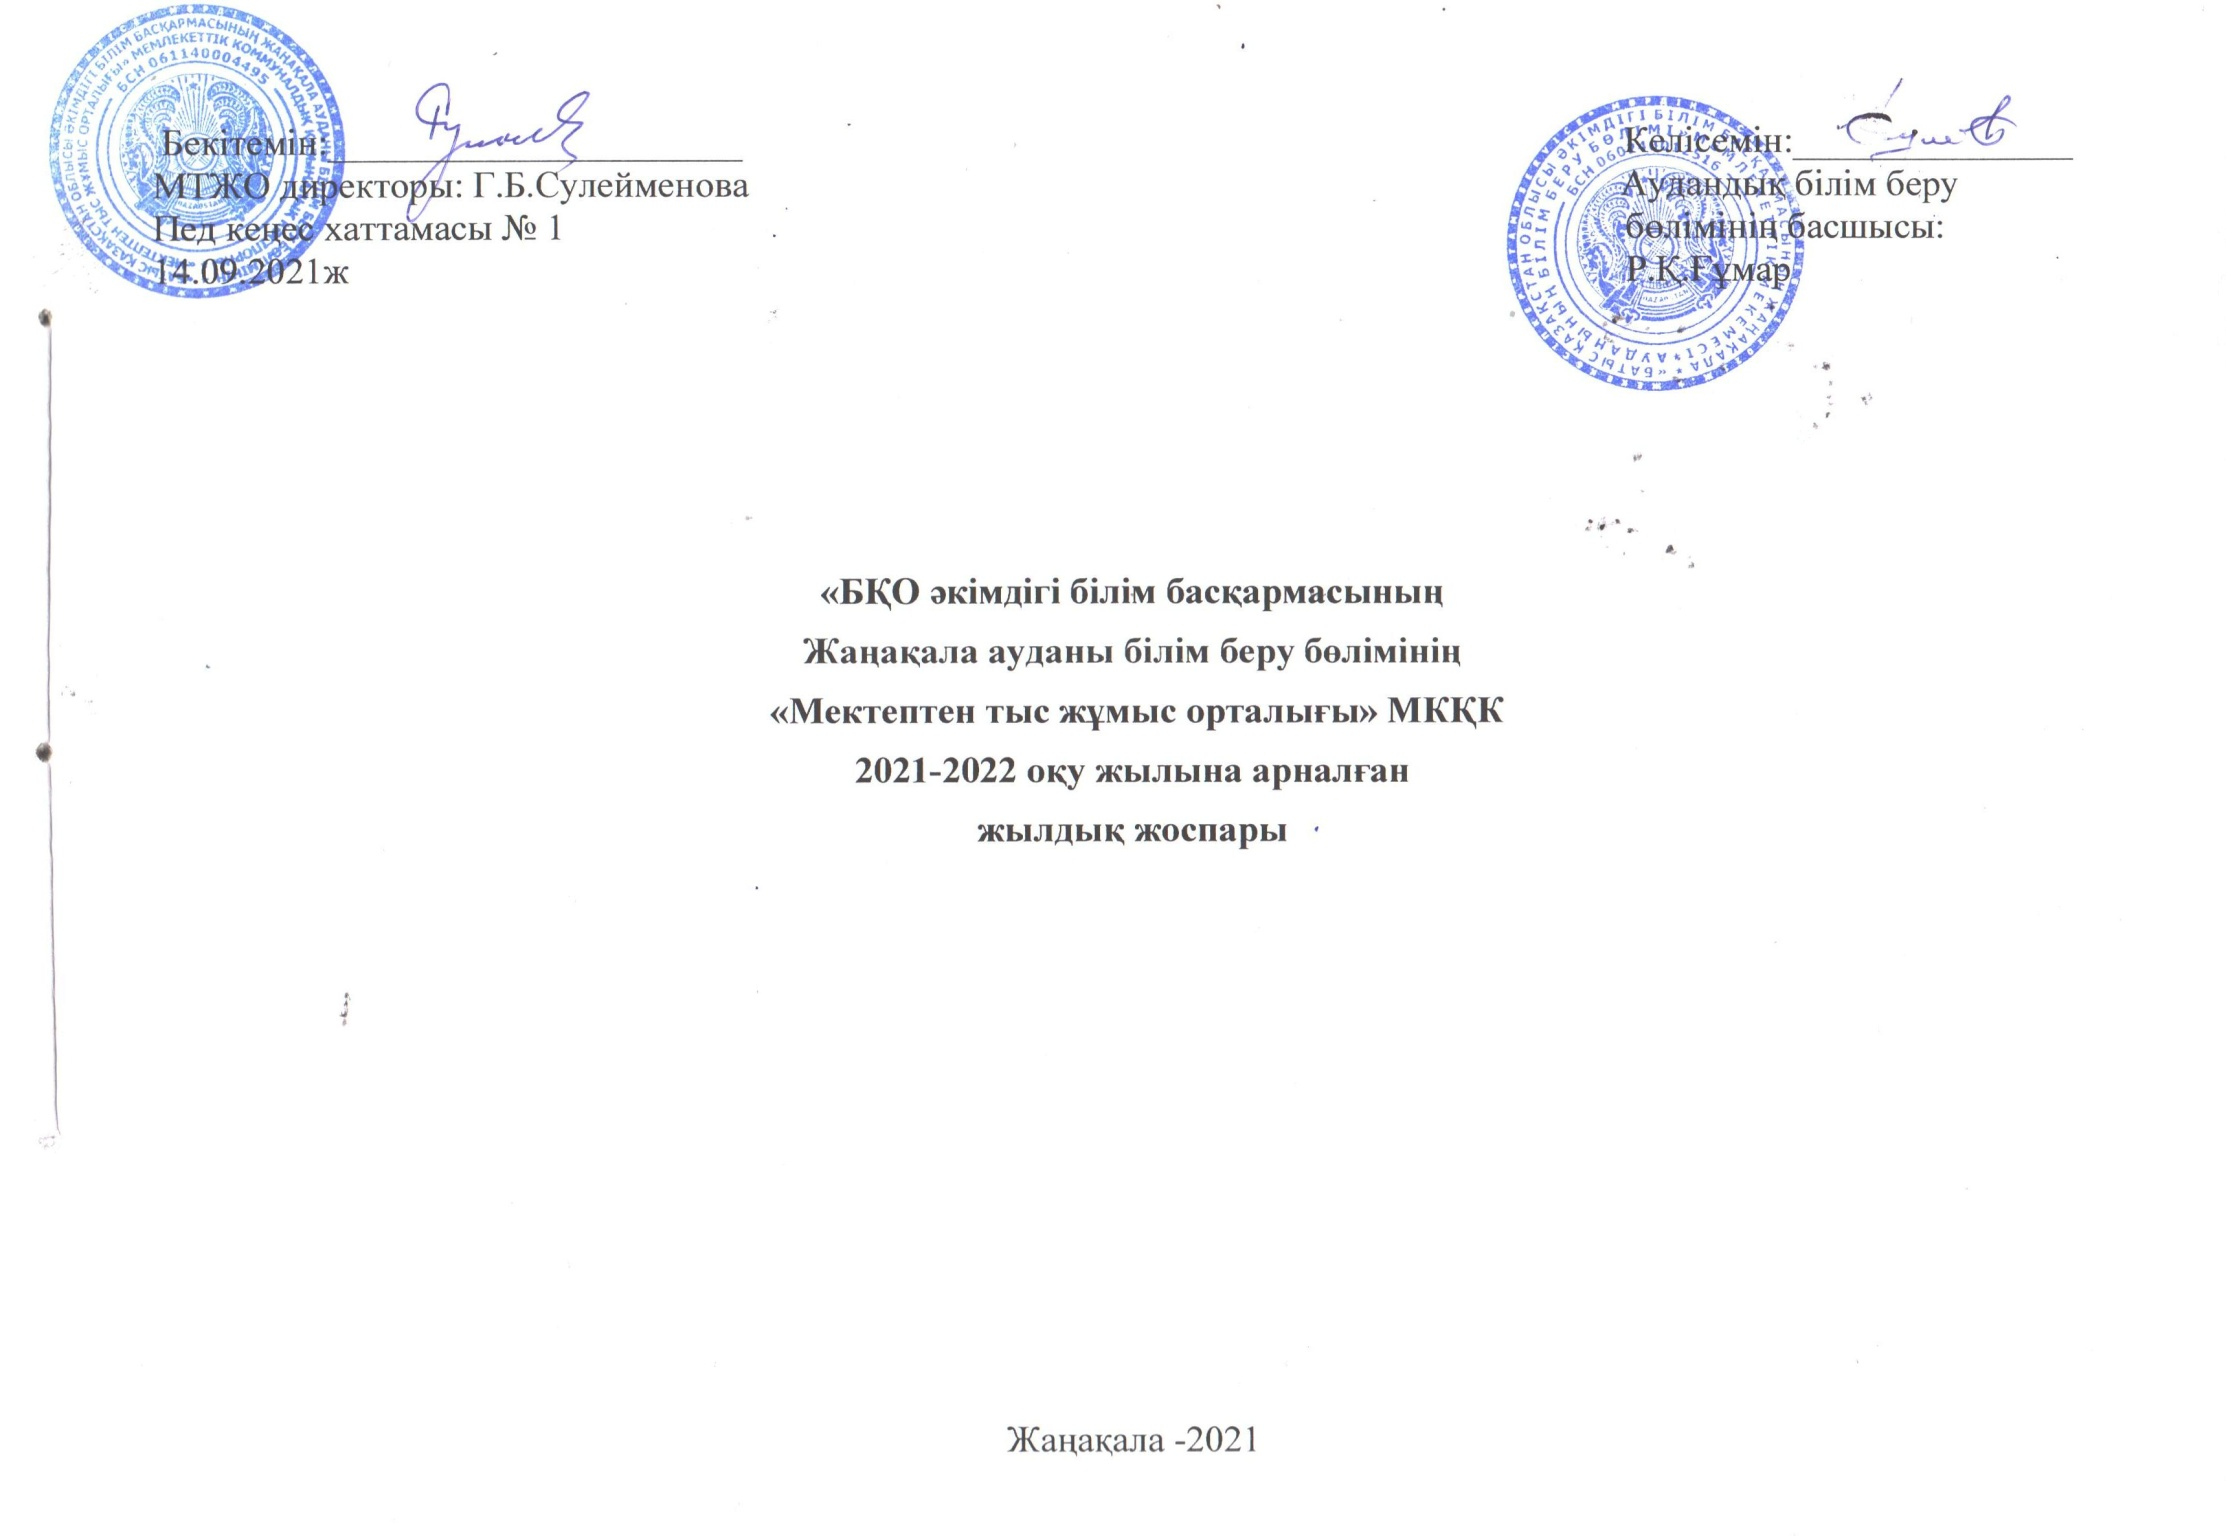 Бекітемін:
МТЖО директоры: Г.Б.Сулейменова
Пед кеңес хаттамасы № 1
14.09.2021ж
Келісемін:
Аудандық білім беру
бөлімінің басшысы:
Р.Қ.Ғұмар
«БҚО әкімдігі білім басқармасының
Жаңақала ауданы білім беру бөлімінің
«Мектептен тыс жұмыс орталығы» МКҚК
2021-2022 оқу жылына арналған
жылдық жоспары
Жаңақала -2021
БСН 061140004495